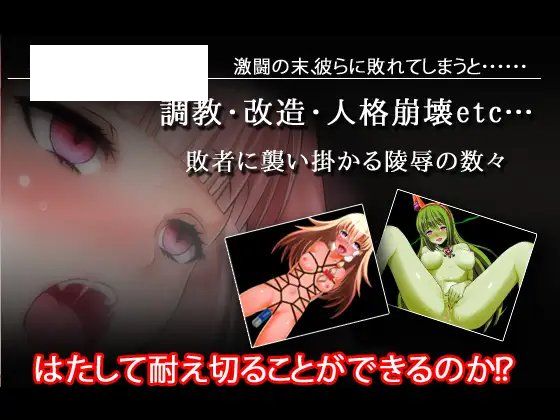 激闘の末、彼らに敗れてしまうと……
調教・改造・人格崩壊etc…
敗者に襲い掛かる陵辱の数々
はたして耐え切ることができるのか!?